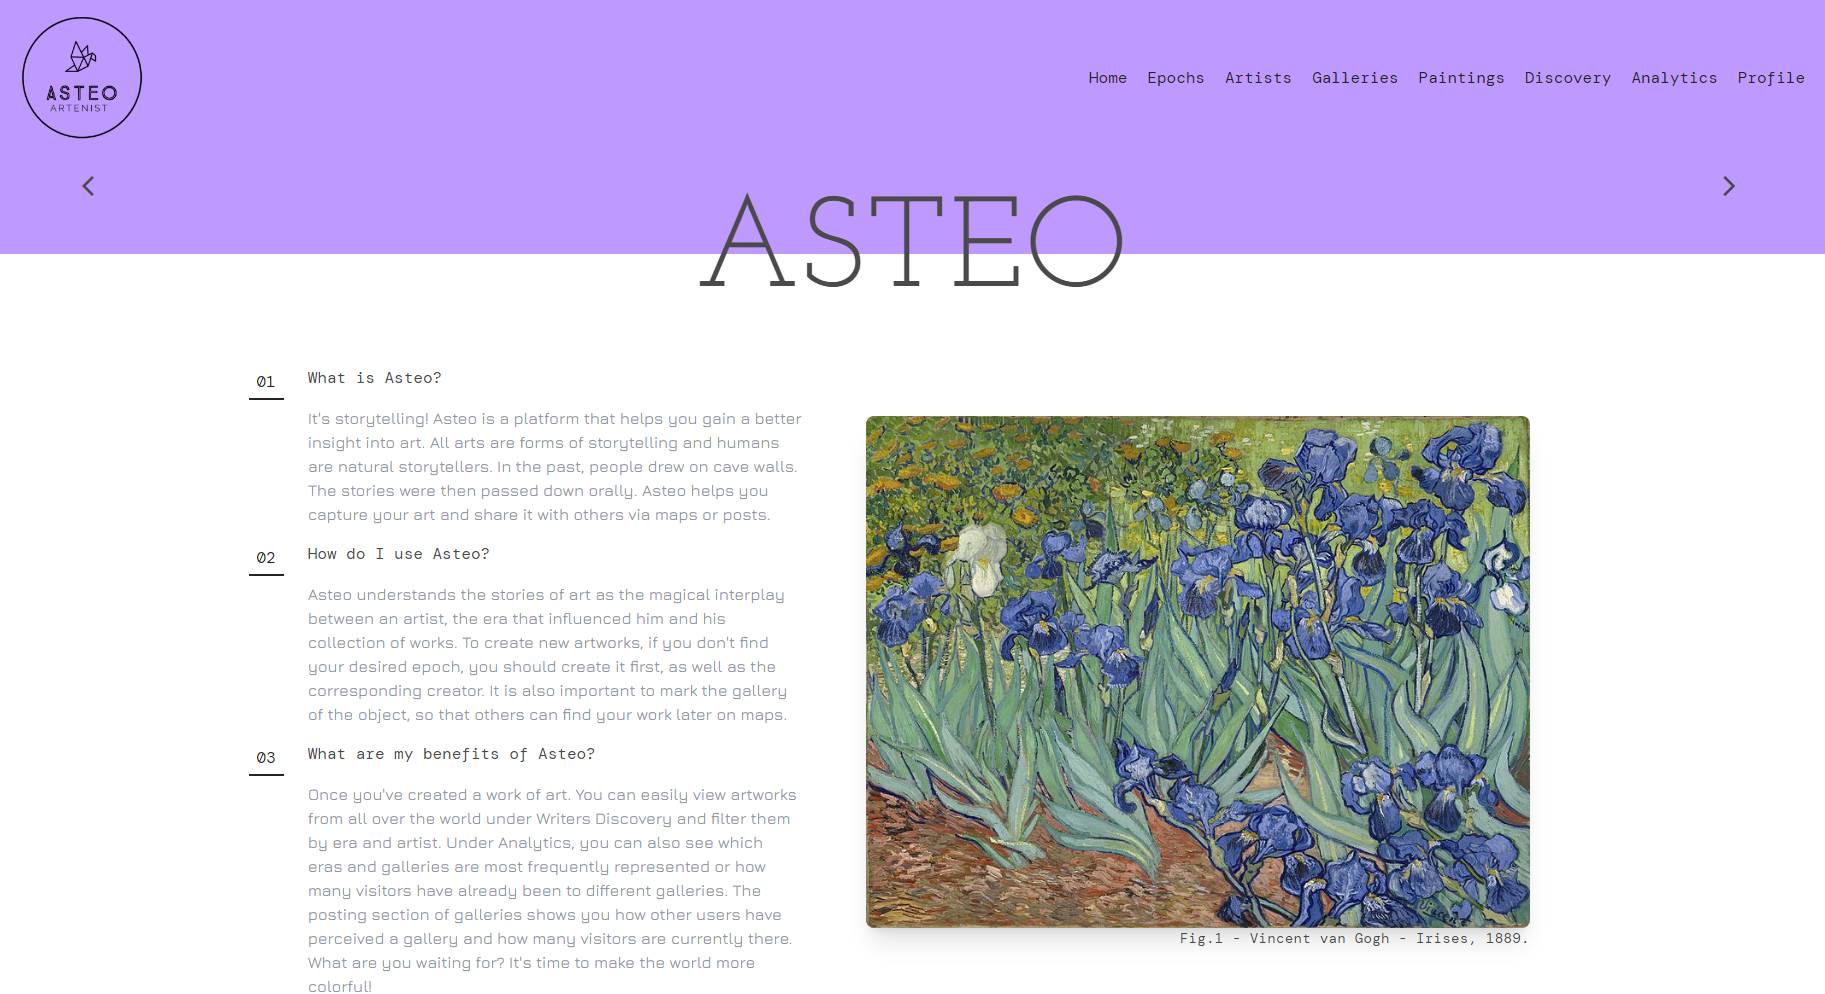 ASTEO
ARTENIST
Home Epochs Artists Galleries Paintings Discovery Analytics Profile
ASTEO
01 What is Asteo?
It's storytelling! Asteo is a platform that helps you gain a better
insight into art. All arts are forms of storytelling and humans
are natural storytellers. In the past, people drew on cave walls.
The stories were then passed down orally. Asteo helps you
capture your art and share it with others via maps or posts.
02 How do I use Asteo?
Asteo understands the stories of art as the magical interplay
between an artist, the era that influenced him and his
collection of works. To create new artworks, if you don't find
your desired epoch, you should create it first, as well as the
corresponding creator. It is also important to mark the gallery
of the object, so that others can find your work later on maps.
03 What are my benefits of Asteo?
Once you've created a work of art. You can easily view artworks
from all over the world under Writers Discovery and filter them
by era and artist. Under Analytics, you can also see which
eras and galleries are most frequently represented or how
many visitors have already been to different galleries. The
posting section of galleries shows you how other users have
perceived a gallery and how many visitors are currently there.
What are you waiting for? It's time to make the world more
colorful!
Vincent
Fig.1 - Vincent van Gogh - Irises, 1889.